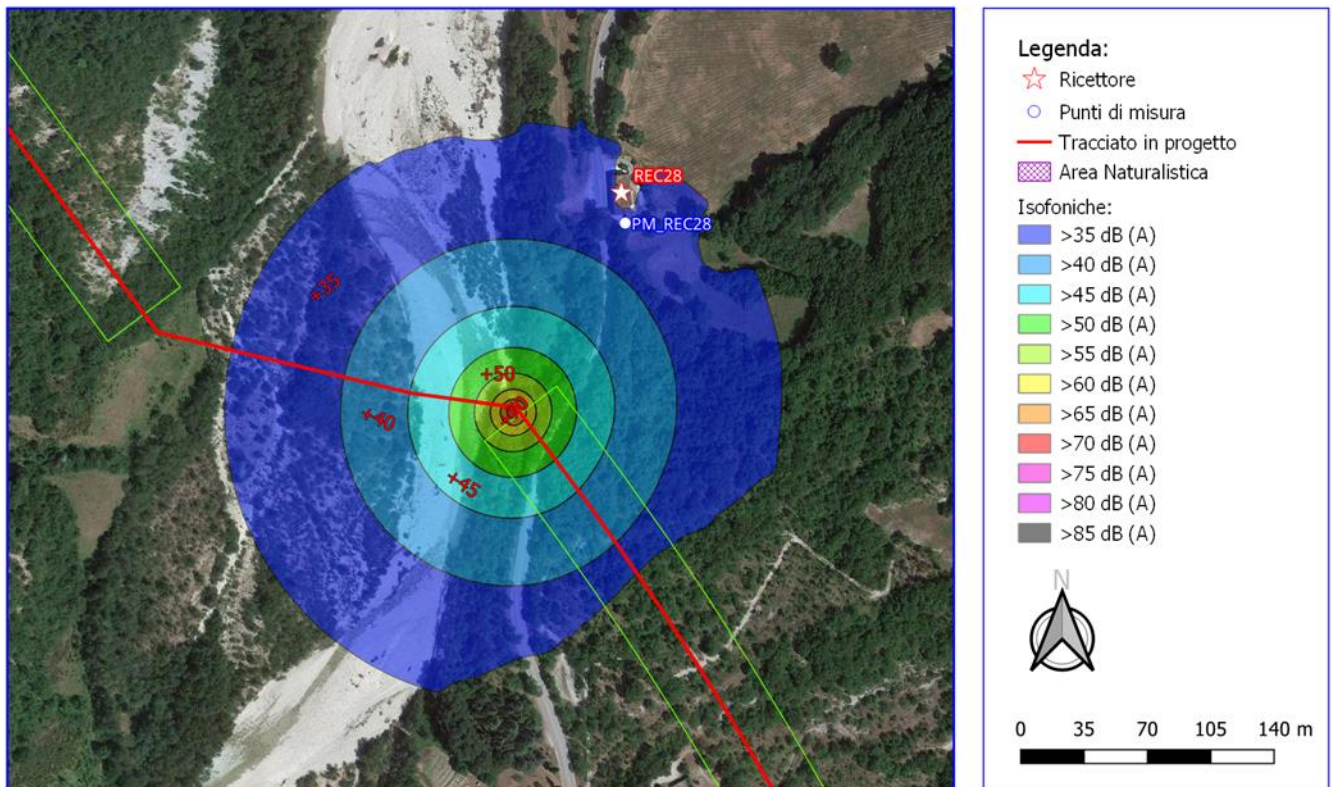 REC28
PM_REC28
+35
+50
+40
+45
Legenda:
Ricettore
Punti di misura
Tracciato in progetto
Area Naturalistica
Isofoniche:
>35 dB (A)
>40 dB (A)
>45 dB (A)
>50 dB (A)
>55 dB (A)
>60 dB (A)
>65 dB (A)
>70 dB (A)
>75 dB (A)
>80 dB (A)
>85 dB (A)
N
0 35 70 105 140 m